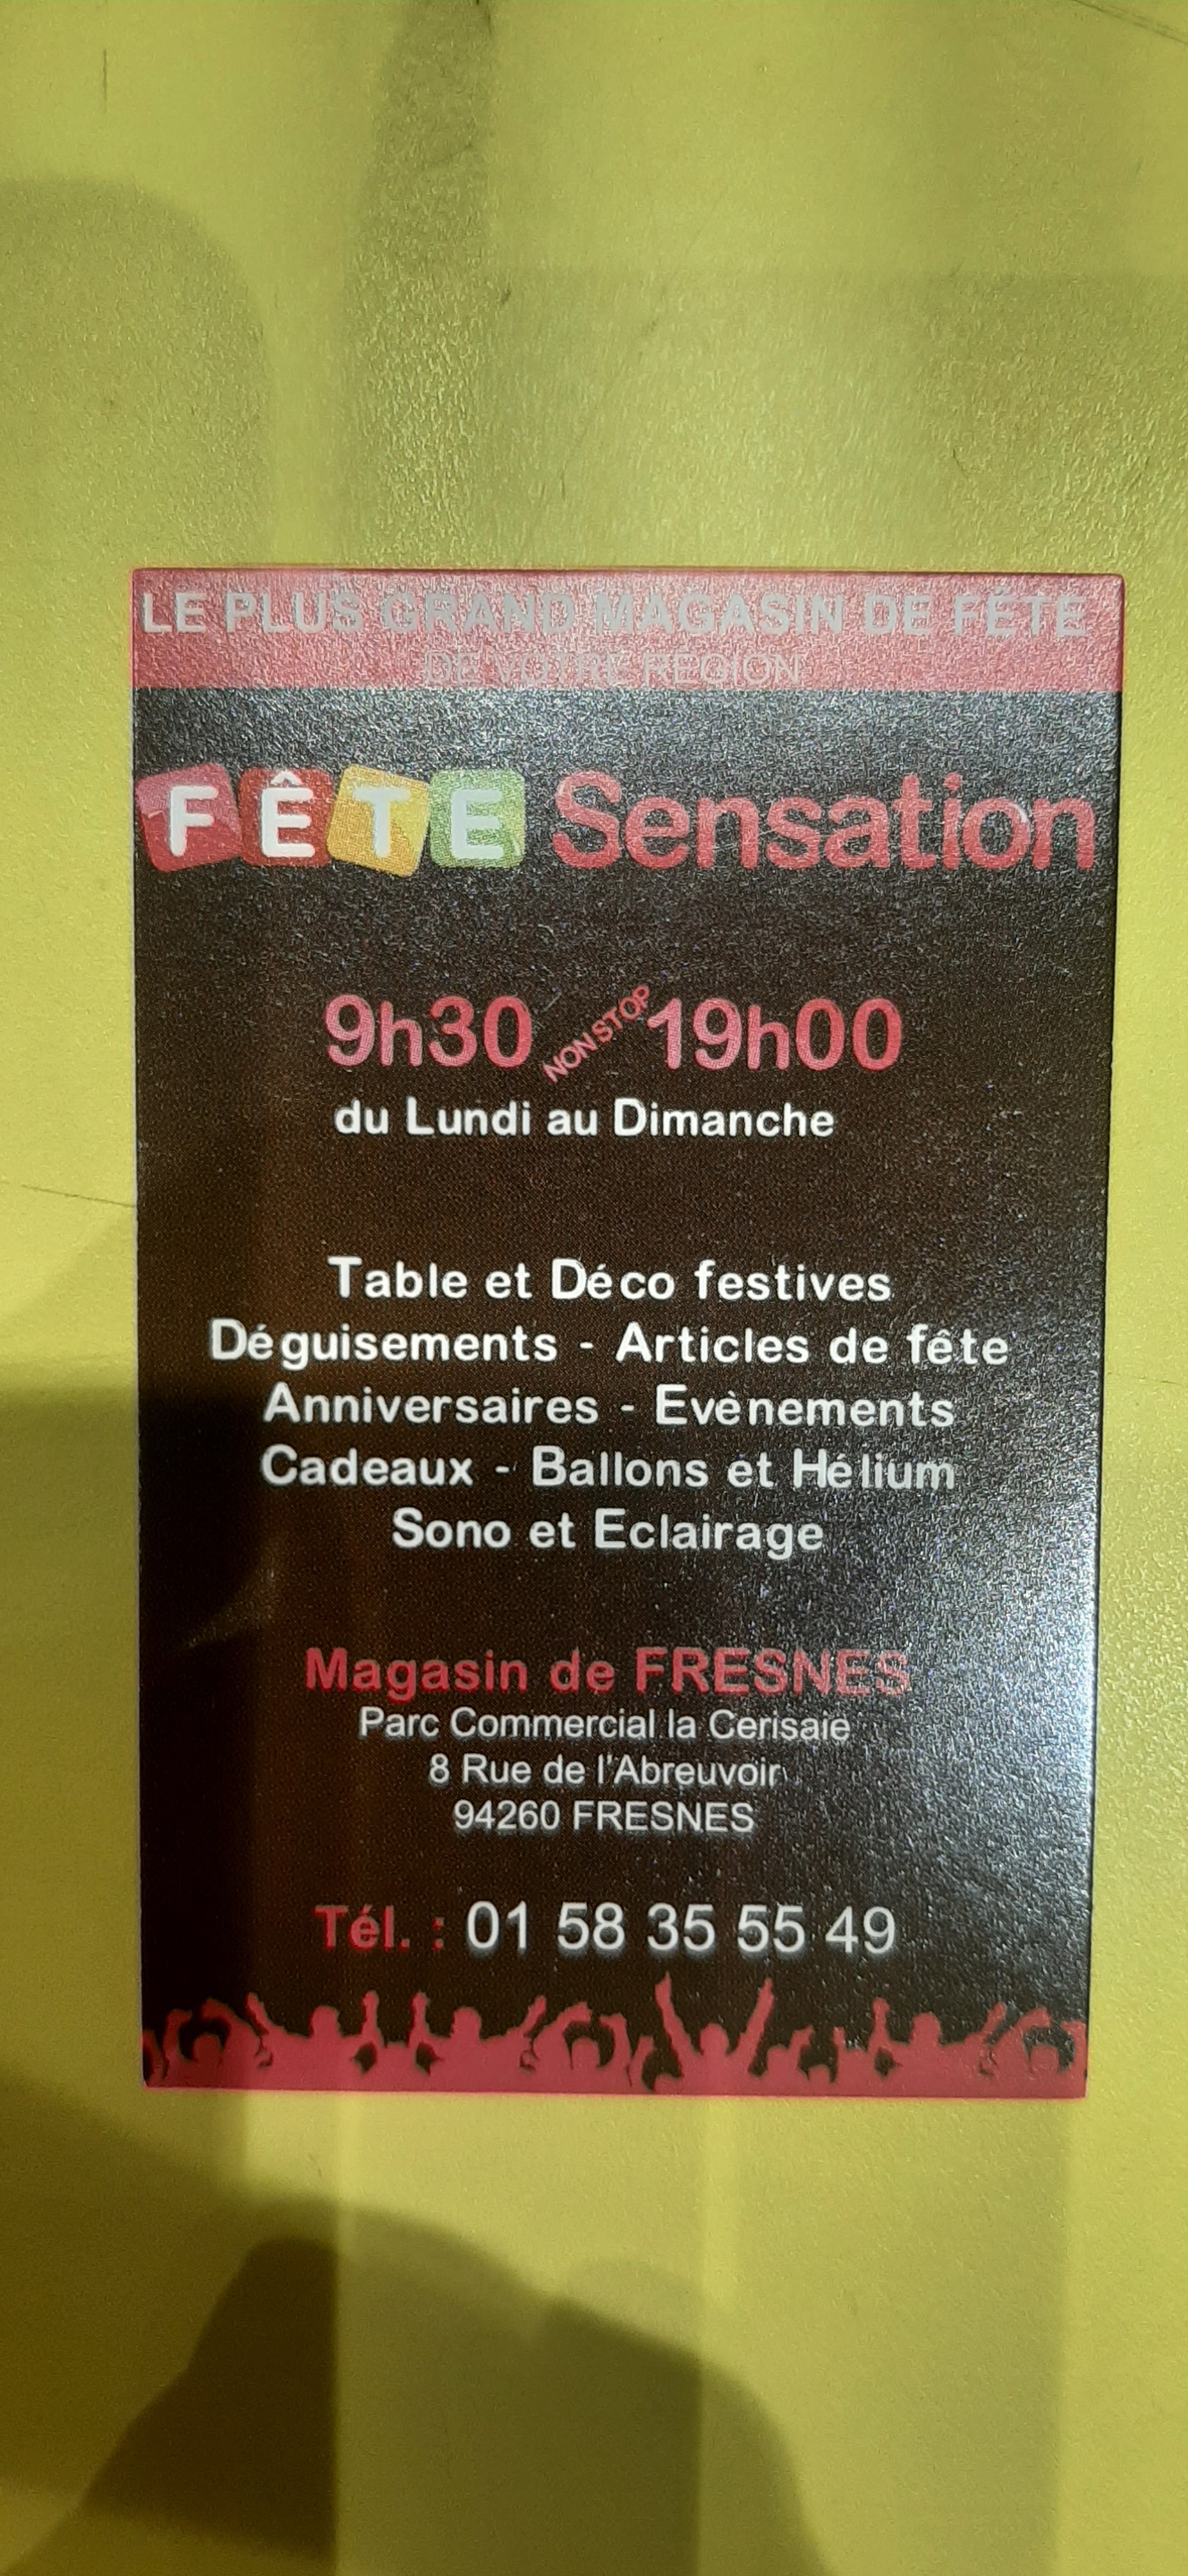 LE PLUS GRAND MAGASIN DE FÊTE
DE VOTRE RÉGION
FÊTE Sensation
9h30 NON STOP 19h00
du Lundi au Dimanche
Table et Déco festives
Déguisements - Articles de fête
Anniversaires - Evènements
Cadeaux - Ballons et Hélium
Sono et Eclairage
Magasin de FRESNES
Parc Commercial la Cerisaie
8 Rue de l'Abreuvoir
94260 FRESNES
Tél. : 01 58 35 55 49